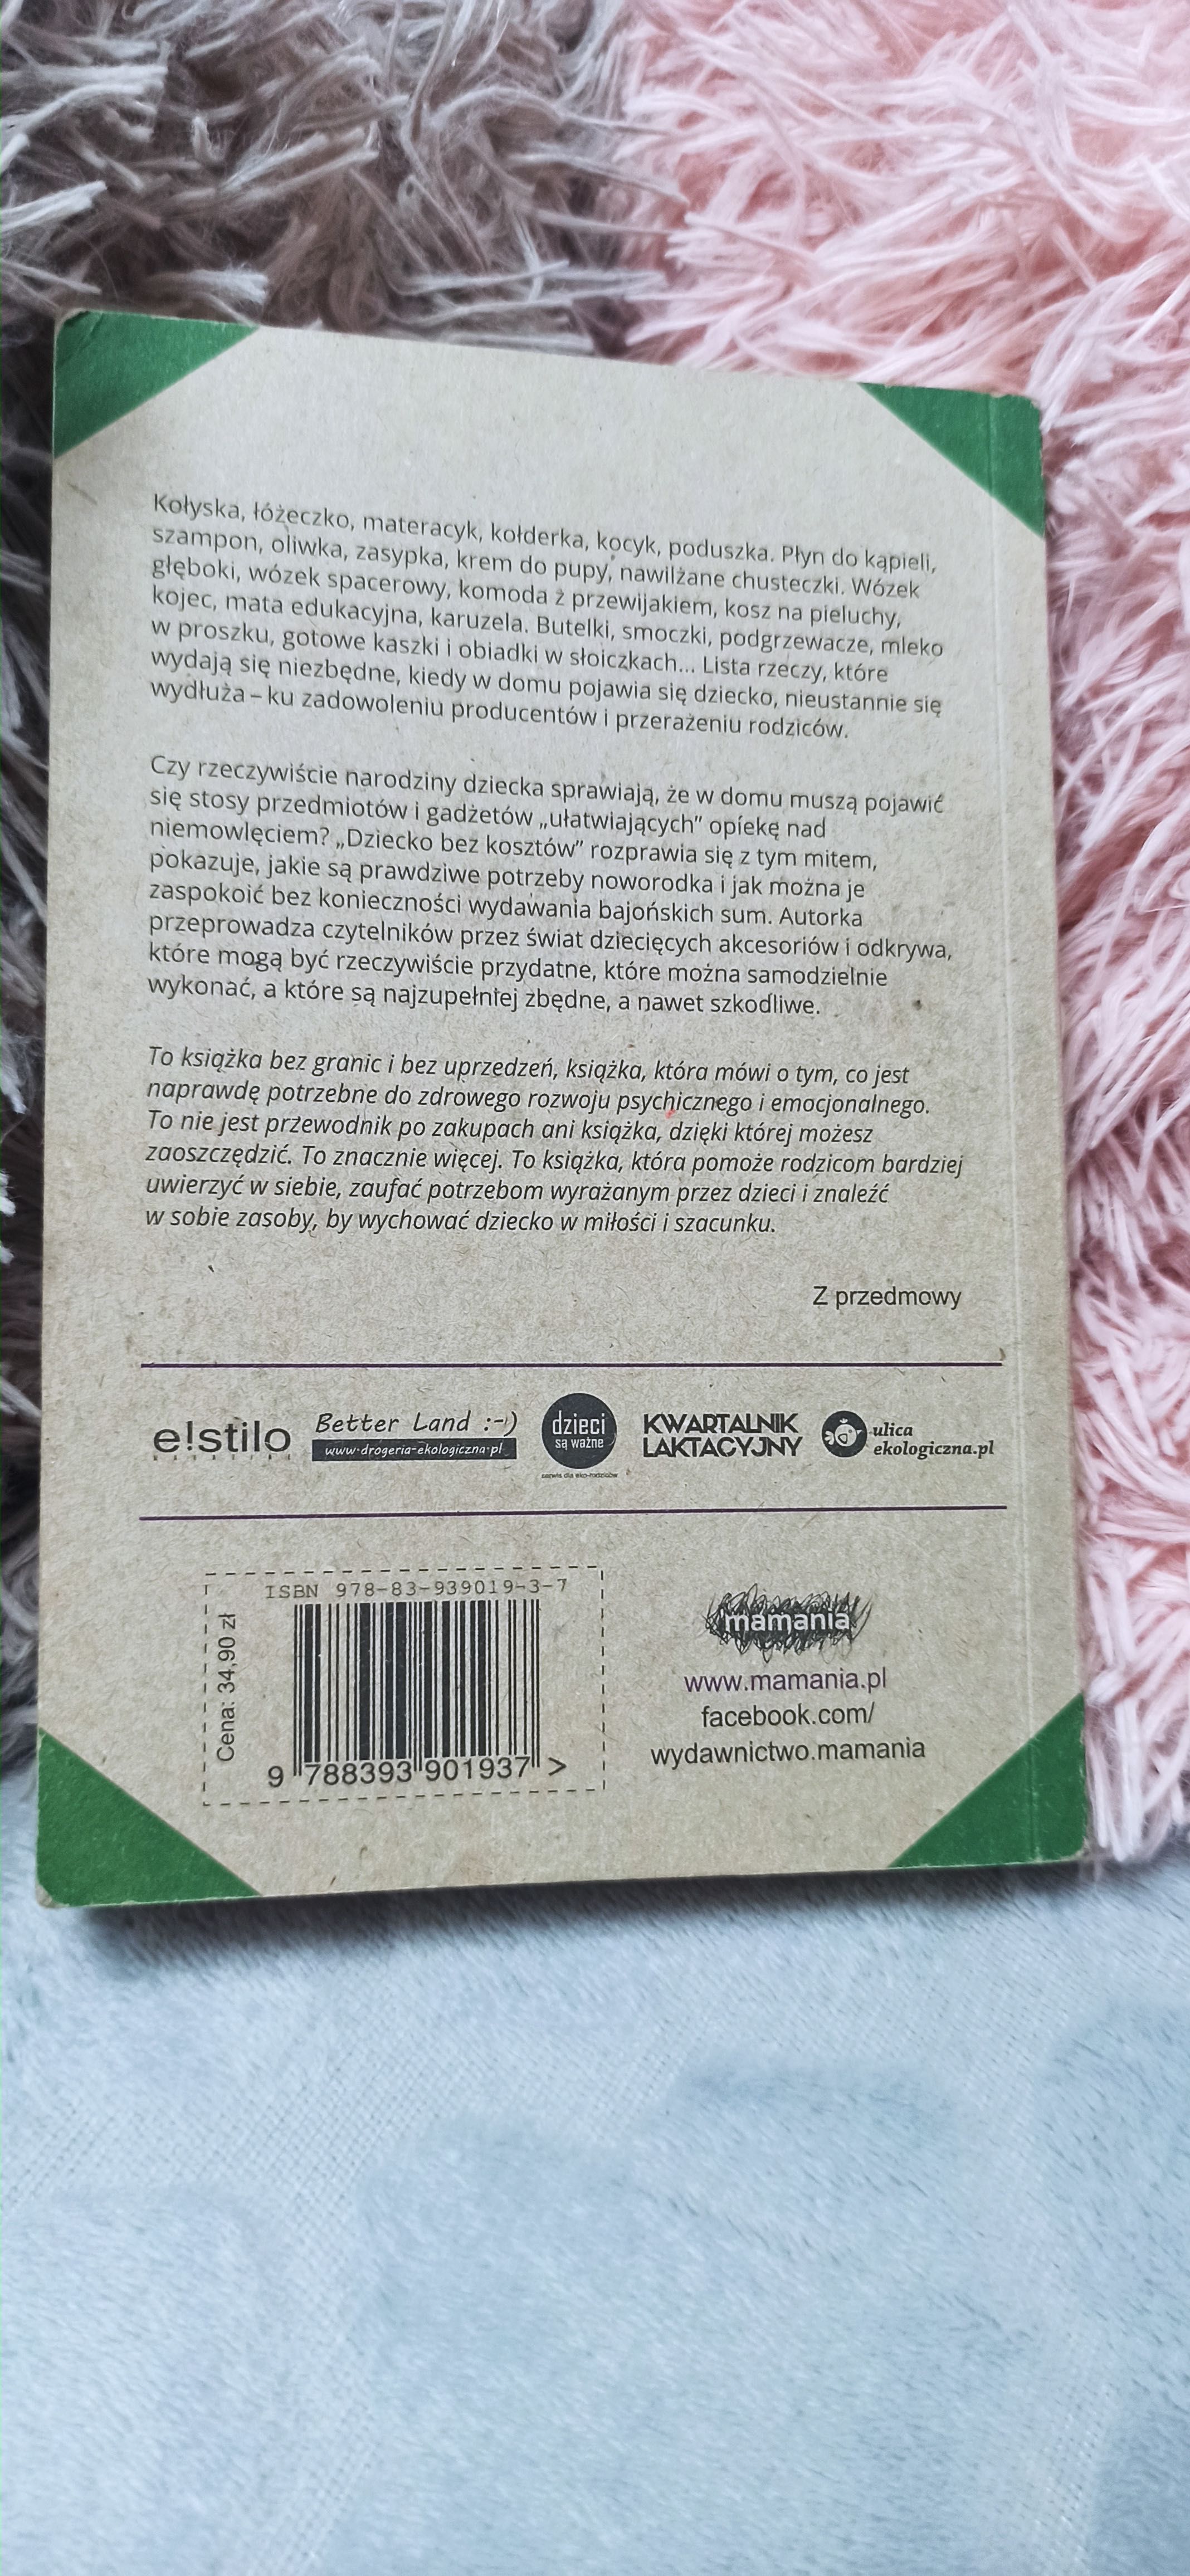 Kołyska, łóżeczko, materacyk, kołderka, kocyk, poduszka. Płyn do kąpieli,
szampon, oliwka, zasypka, krem do pupy, nawilżane chusteczki. Wózek
głęboki, wózek spacerowy, komoda z przewijakiem, kosz na pieluchy,
kojec, mata edukacyjna, karuzela. Butelki, smoczki, podgrzewacze, mleko
w proszku, gotowe kaszki i obiadki w słoiczkach... Lista rzeczy, które
wydają się niezbędne, kiedy w domu pojawia się dziecko, nieustannie się
wydłuża – ku zadowoleniu producentów i przerażeniu rodziców.
Czy rzeczywiście narodziny dziecka sprawiają, że w domu muszą pojawić
się stosy przedmiotów i gadżetów „ułatwiających” opiekę nad
niemowlęciem? „Dziecko bez kosztów” rozprawia się z tym mitem,
pokazuje, jakie są prawdziwe potrzeby noworodka i jak można je
zaspokoić bez konieczności wydawania bajońskich sum. Autorka
przeprowadza czytelników przez świat dziecięcych akcesoriów i odkrywa,
które mogą być rzeczywiście przydatne, które można samodzielnie
wykonać, a które są najzupełniej zbędne, a nawet szkodliwe.
To książka bez granic i bez uprzedzeń, książka, która mówi o tym, co jest
naprawdę potrzebne do zdrowego rozwoju psychicznego i emocjonalnego.
To nie jest przewodnik po zakupach ani książka, dzięki której możesz
zaoszczędzić. To znacznie więcej. To książka, która pomoże rodzicom bardziej
uwierzyć w siebie, zaufać potrzebom wyrażanym przez dzieci i znaleźć
w sobie zasoby, by wychować dziecko w miłości i szacunku.
Z przedmowy
e!stilo
Better Land :-)
www.drogeria-ekologiczna.pl
dzieci
są ważne
serwis dla eko-rodziców
KWARTALNIK
LAKTACYJNY
ulica
ekologiczna.pl
ISBN 978-83-939019-3-7
Cena: 34,90 zł
9 788393 901937 >
mamania
www.mamania.pl
facebook.com/
wydawnictwo.mamania